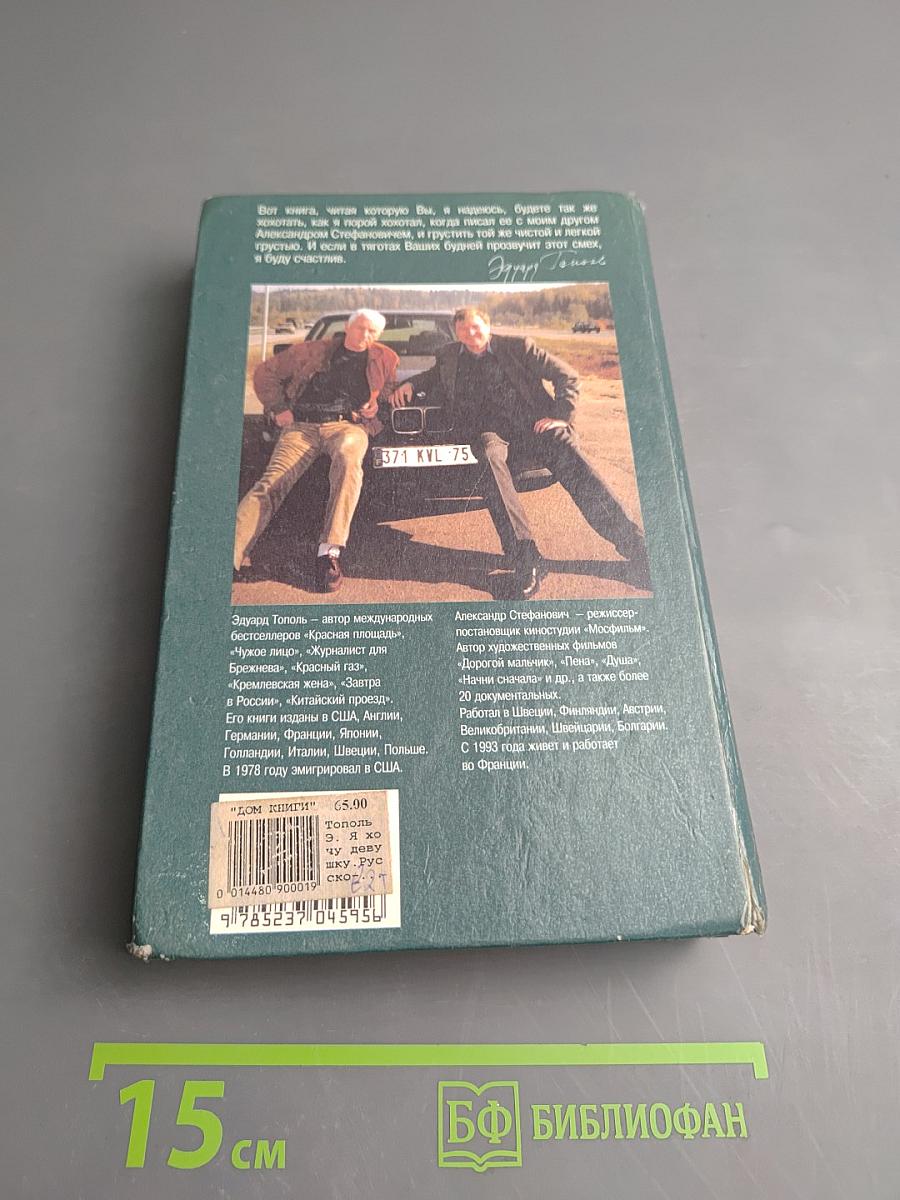 Вот книга, читая которую Вы, я надеюсь, будете так же
хохотать, как я порой хохотал, когда писал ее с моим другом
Александром Стефановичем, и грустить той же чистой и легкой
грустью. И если в тяготах Ваших будней прозвучит этот смех,
я буду счастлив.
Эдуард Тополь
371 KVL 75
Эдуард Тополь – автор международных
бестселлеров «Красная площадь»,
«Чужое лицо», «Журналист для
Брежнева», «Красный газ»,
«Кремлевская жена», «Завтра
в России», «Китайский проезд».
Его книги изданы в США, Англии,
Германии, Франции, Японии,
Голландии, Италии, Швеции, Польше.
В 1978 году эмигрировал в США.
Александр Стефанович – режиссер-
постановщик киностудии «Мосфильм».
Автор художественных фильмов
«Дорогой мальчик», «Пена», «Душа»,
«Начни сначала» и др., а также более
20 документальных.
Работал в Швеции, Финляндии, Австрии,
Великобритании, Швейцарии, Болгарии.
С 1993 года живет и работает
во Франции.
"ДОМ КНИГИ" 65.00
Тополь
Э. Я хо
чу деву
шку.Рус
ско-
0 014480 900019
9 785237 045956
15 см
БФ БИБЛИОФАН